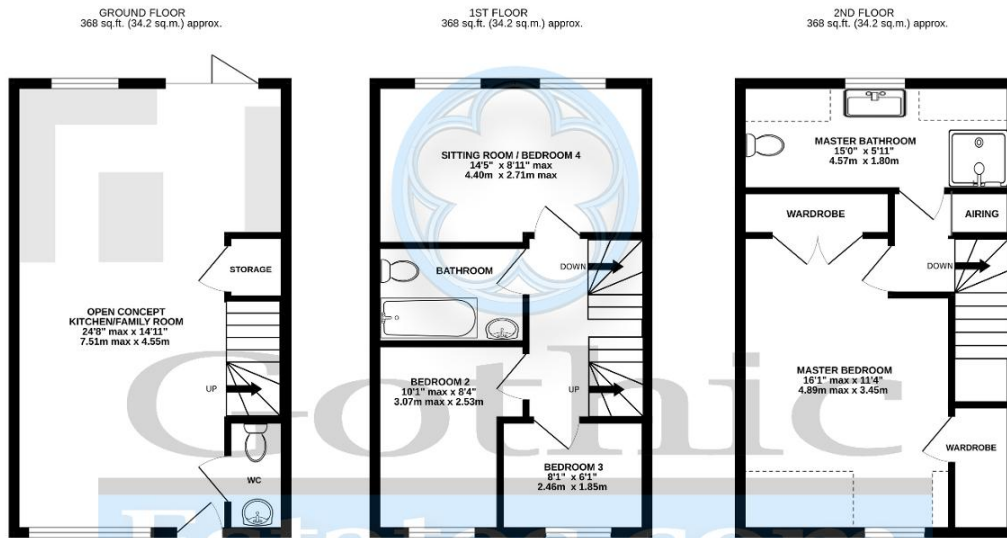 GROUND FLOOR
368 sq.ft. (34.2 sq.m.) approx.
STORAGE
OPEN CONCEPT
KITCHEN/FAMILY ROOM
24'8" max x 14'11"
7.51m max x 4.55m
UP
WC
1ST FLOOR
368 sq.ft. (34.2 sq.m.) approx.
SITTING ROOM / BEDROOM 4
14'5" x 8'11" max
4.40m x 2.71m max
BATHROOM
DOWN
BEDROOM 2
10'1" max x 8'4"
3.07m max x 2.53m
UP
BEDROOM 3
8'1" x 6'1"
2.46m x 1.85m
2ND FLOOR
368 sq.ft. (34.2 sq.m.) approx.
MASTER BATHROOM
15'0" x 5'11"
4.57m x 1.80m
WARDROBE
AIRING
DOWN
MASTER BEDROOM
16'1" max x 11'4"
4.89m max x 3.45m
WARDROBE
Gothic
Estates.com